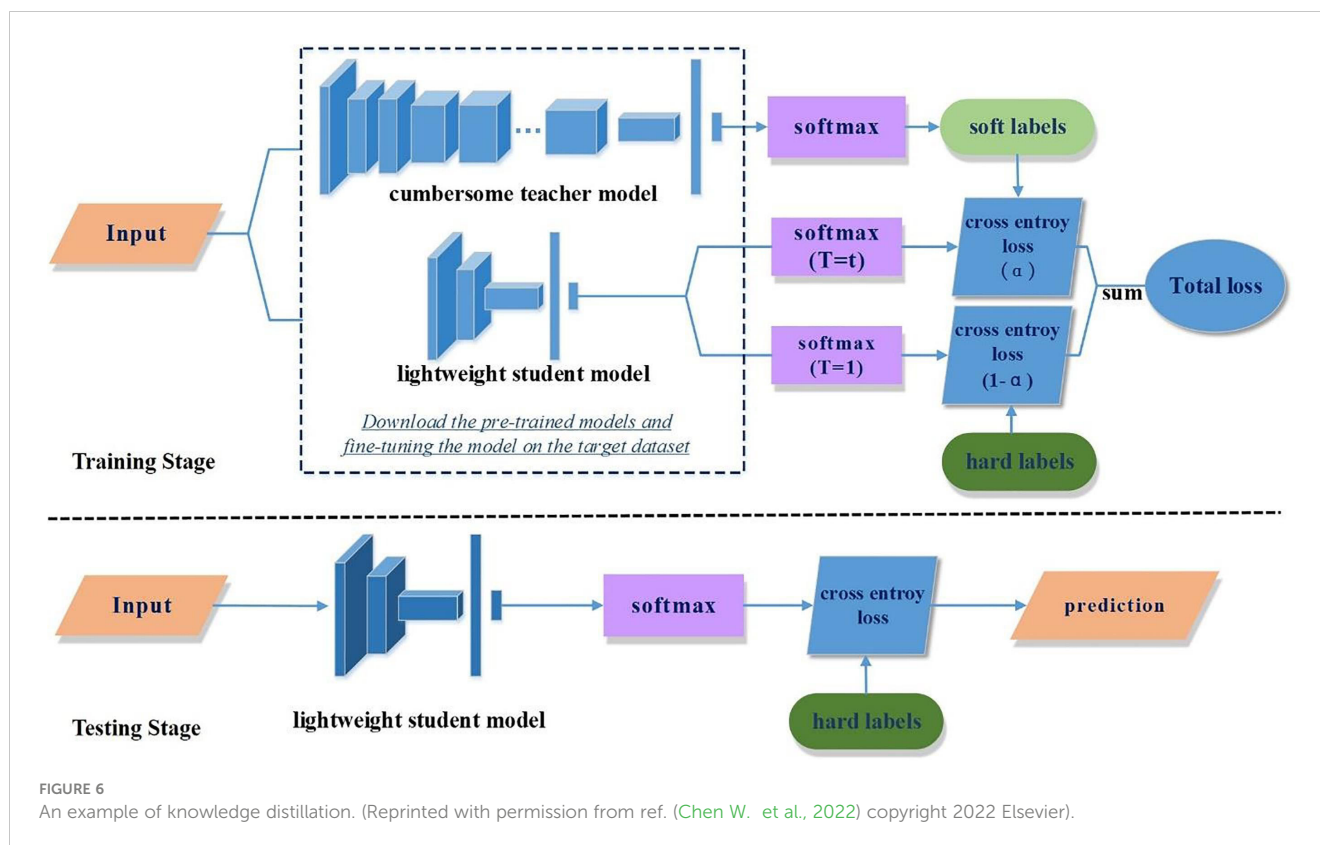 softmax
soft labels
cumbersome teacher model
Input
softmax
(T=t)
cross entroy
loss
(α)
sum
Total loss
softmax
(T=1)
cross entroy
loss
(1-α)
lightweight student model
Download the pre-trained models and
fine-tuning the model on the target dataset
hard labels
Training Stage
Input
softmax
cross entroy
loss
prediction
lightweight student model
hard labels
Testing Stage
FIGURE 6
An example of knowledge distillation. (Reprinted with permission from ref. (Chen W. et al., 2022) copyright 2022 Elsevier).